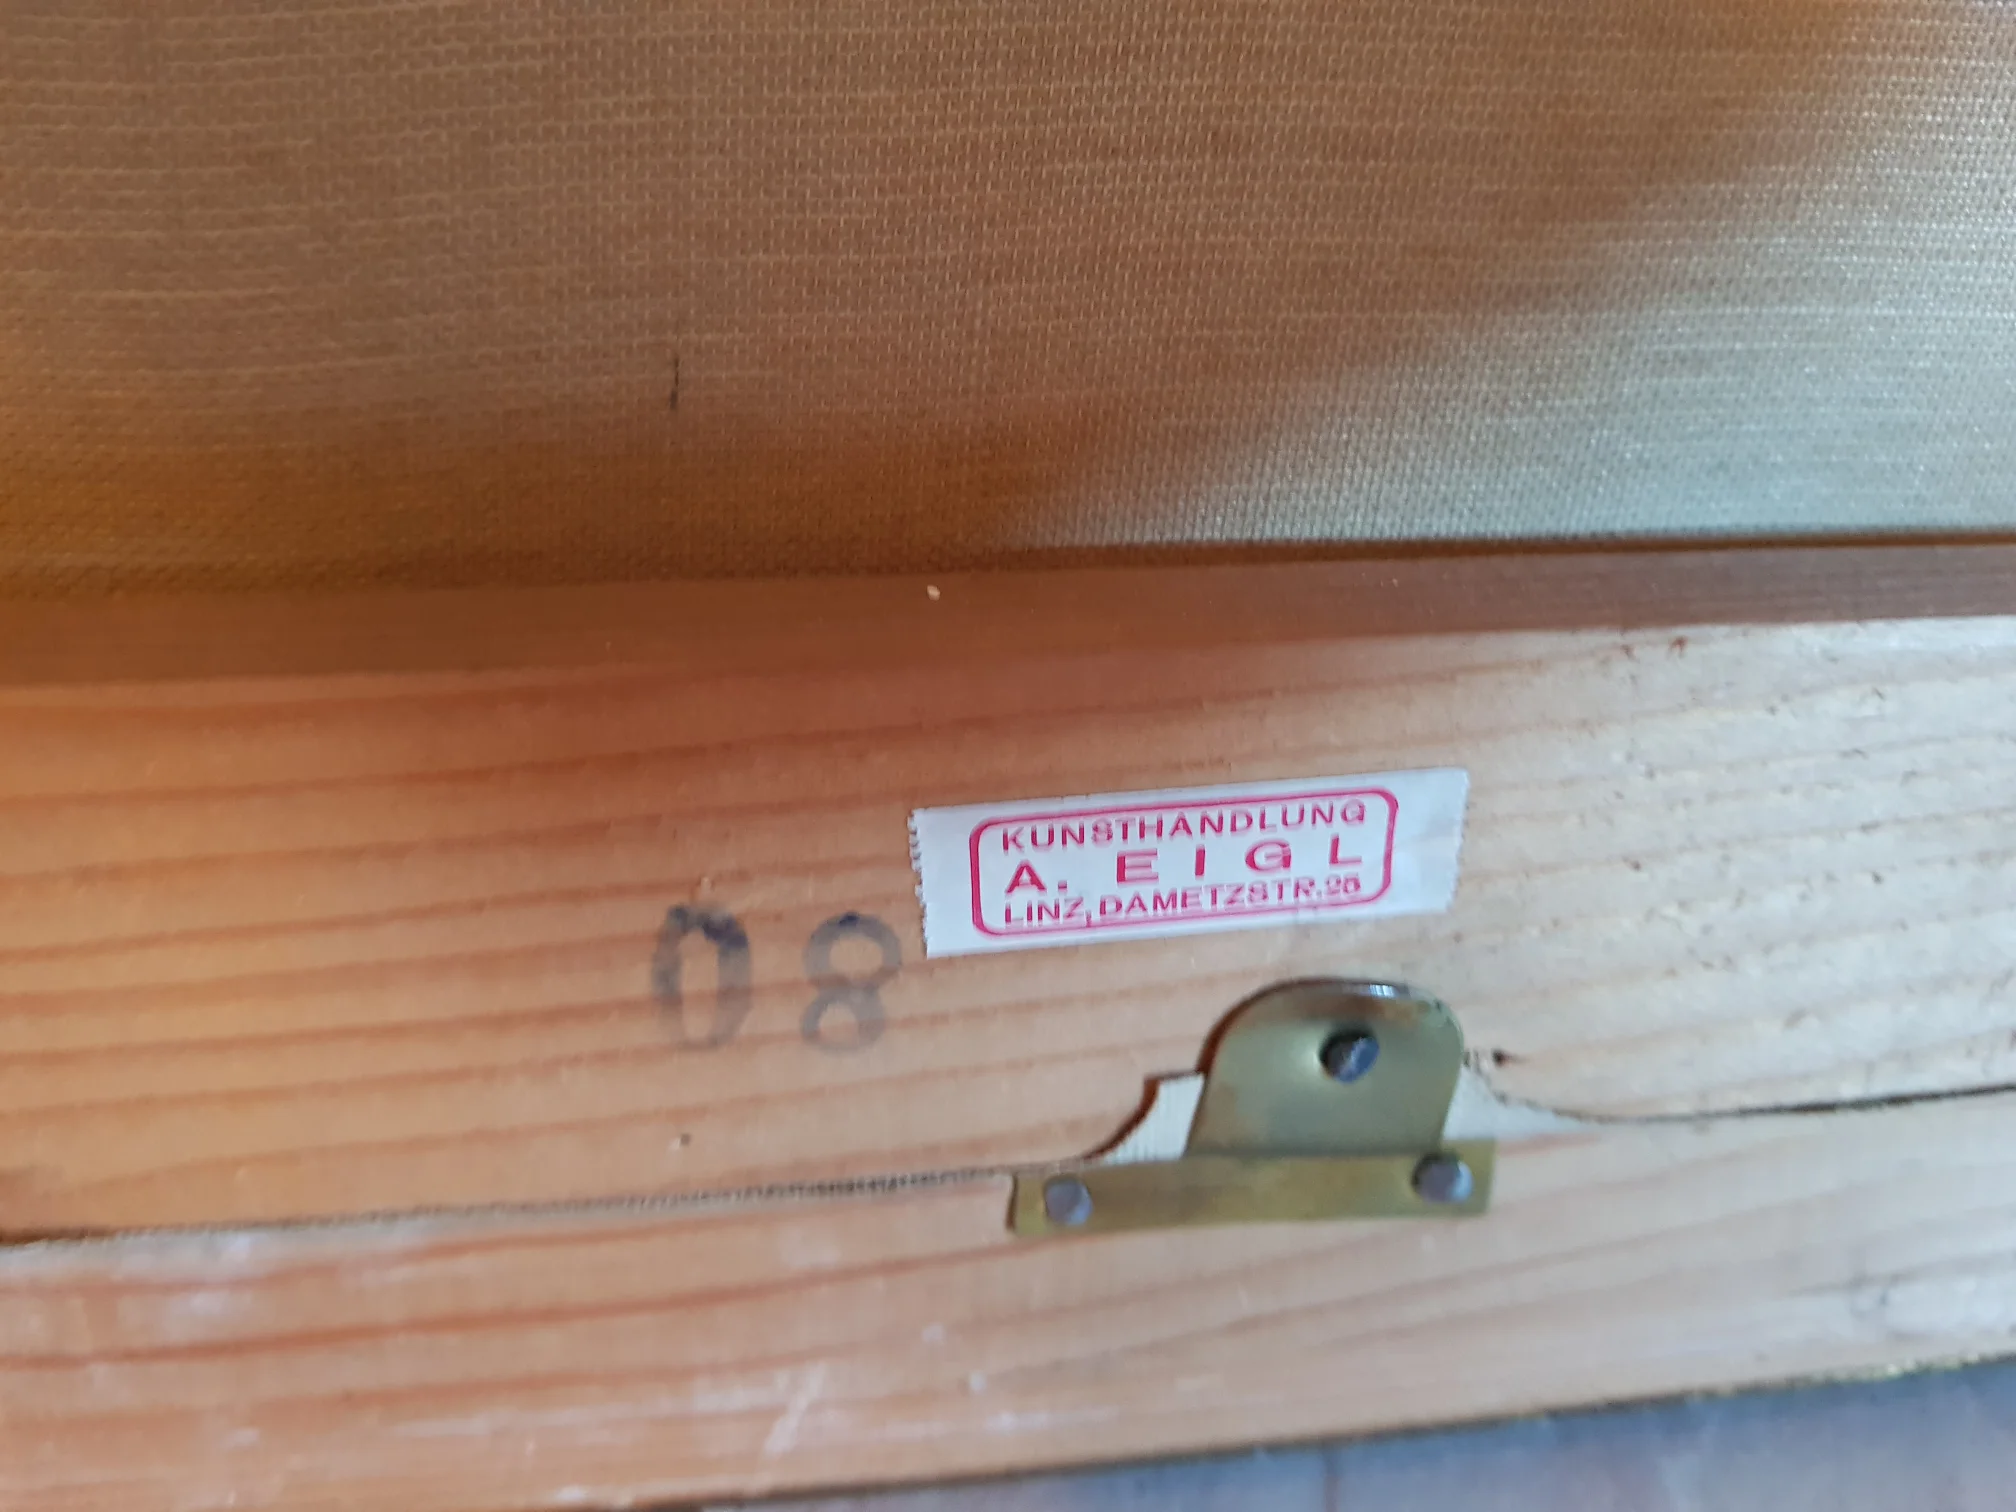 KUNSTHANDLUNG
A. EIGL
LINZ, DAMETZSTR. 25
08